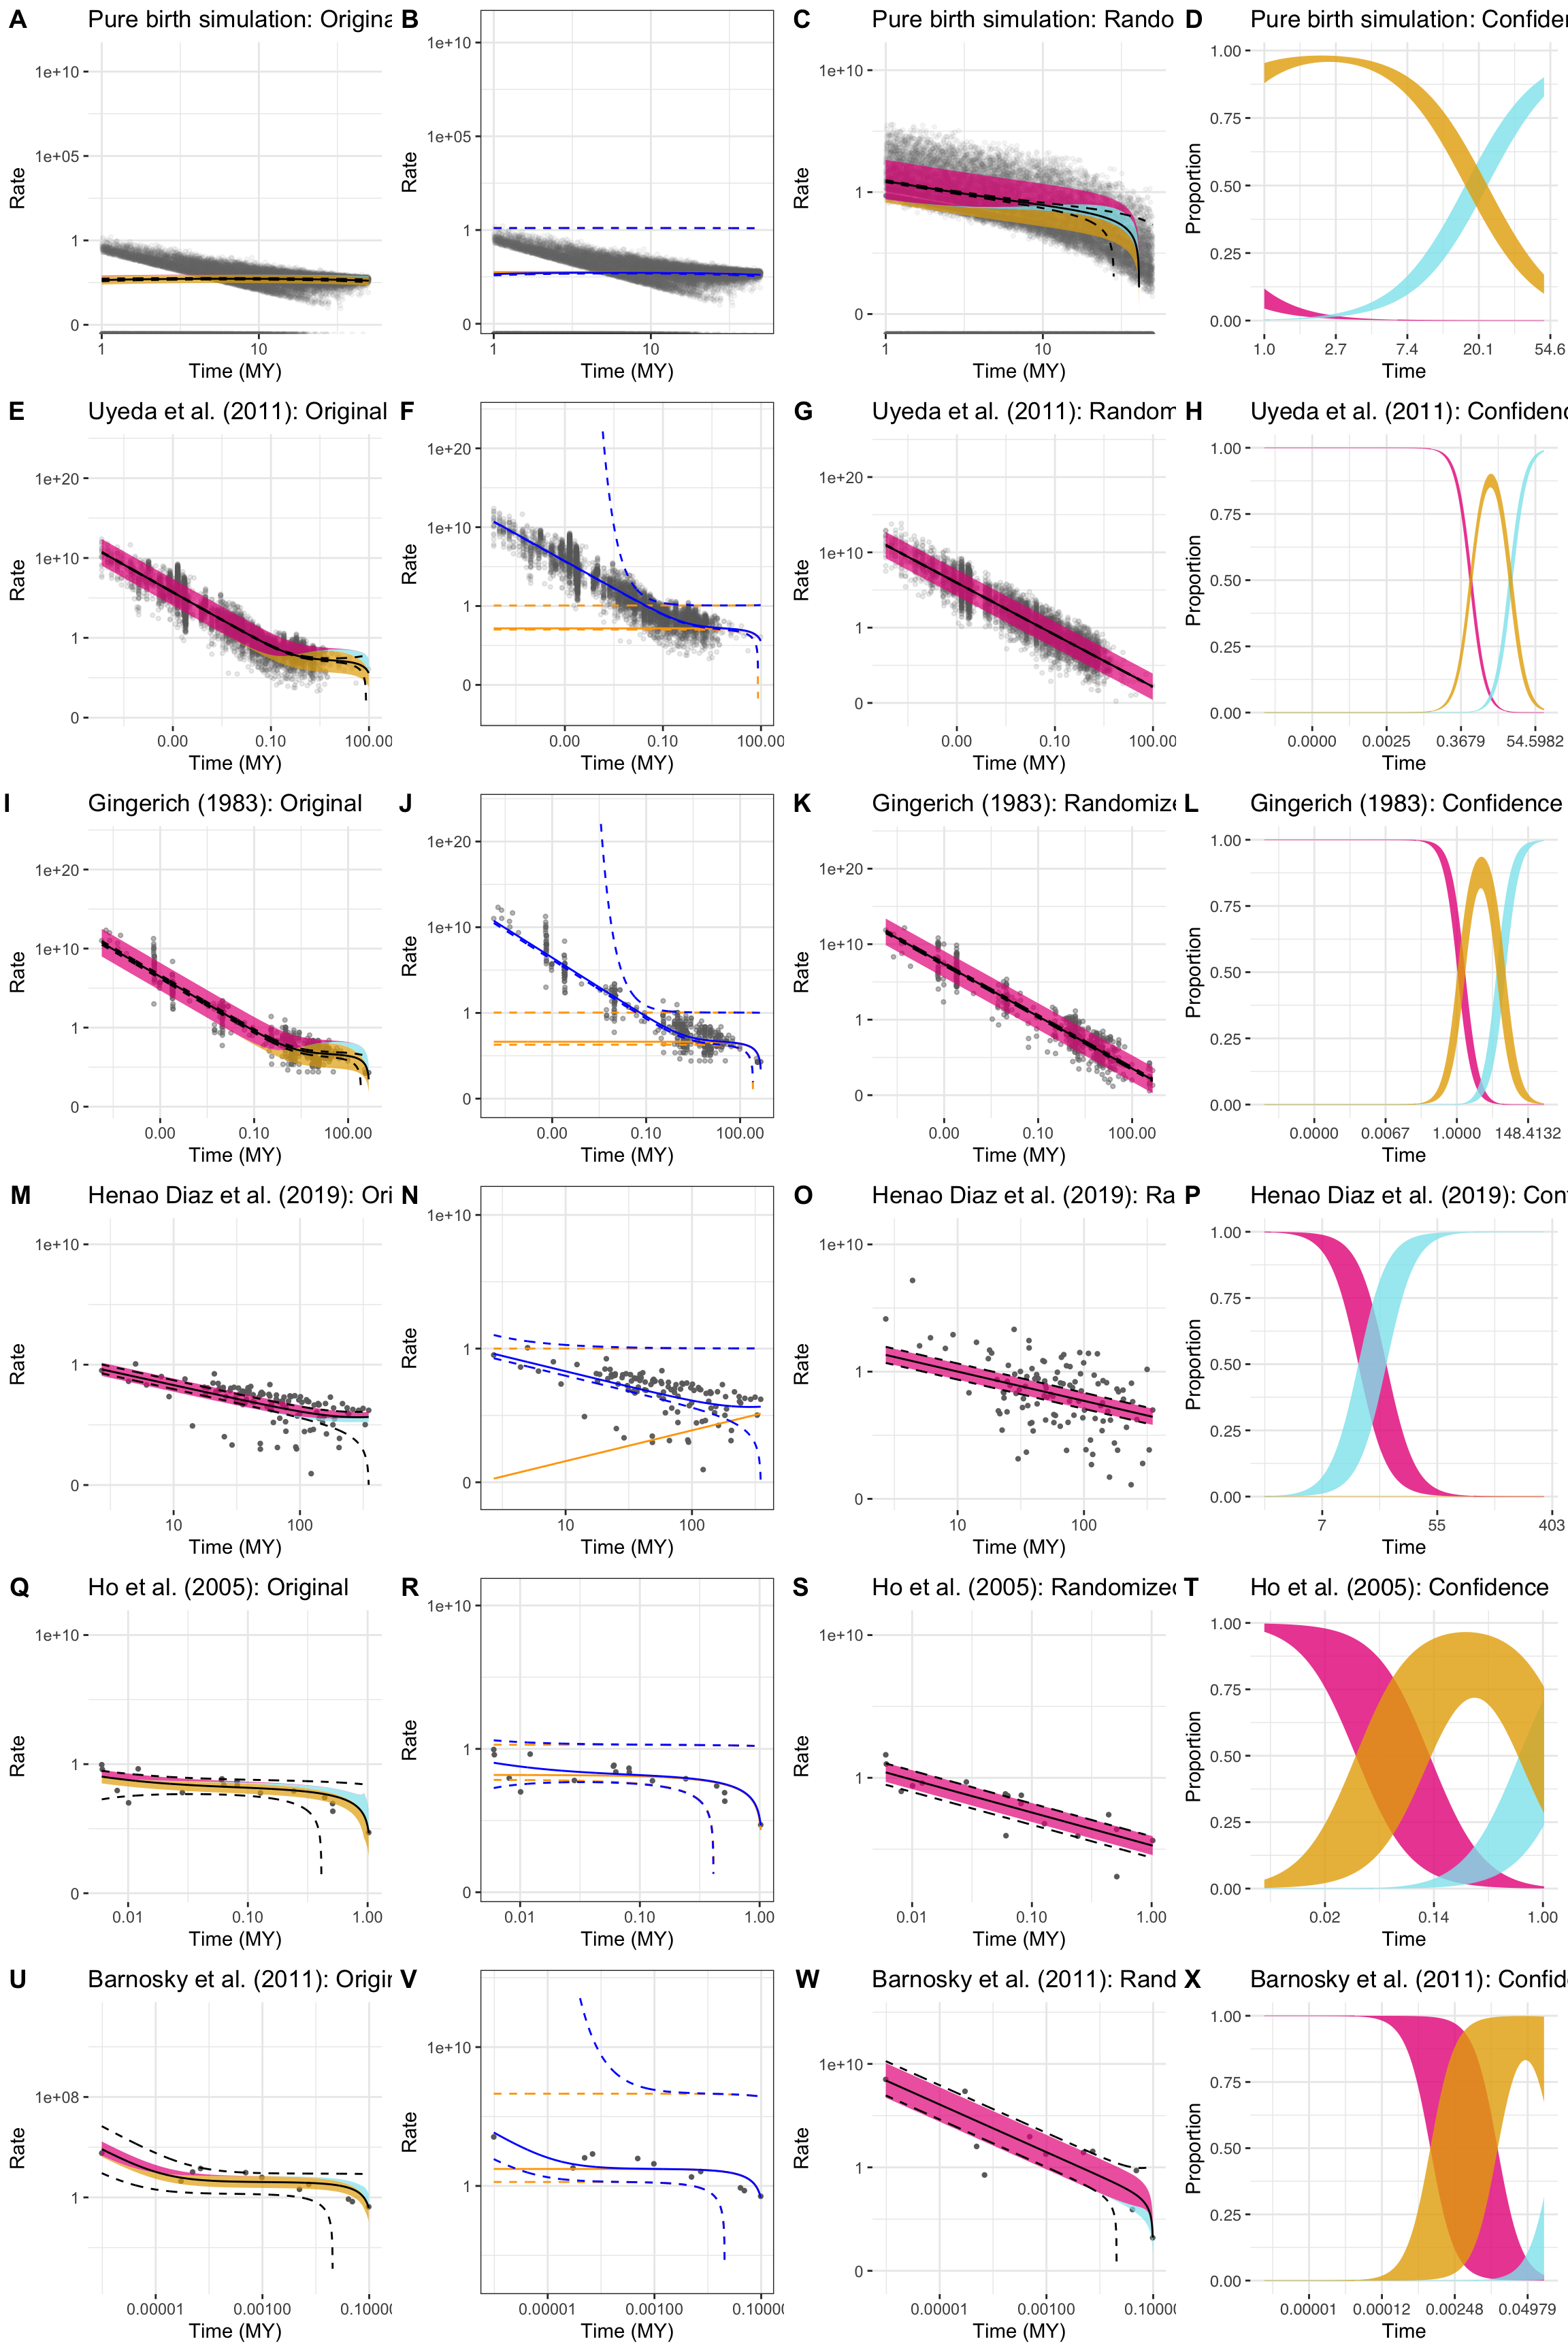 A Pure birth simulation: Origina
1e+10
1e+05
1
0
Rate
1 10
Time (MY)
B
1e+10
1e+05
1
0
Rate
1 10
Time (MY)
C Pure birth simulation: Rando
1e+10
1
0
Rate
10
Time (MY)
D Pure birth simulation: Confider
1.00
0.75
0.50
0.25
0.00
Proportion
1.0 2.7 7.4 20.1 54.6
Time
E Uyeda et al. (2011): Original
1e+20
1e+10
1
0
Rate
0.00 0.10 100.00
Time (MY)
F
1e+20
1e+10
1
0
Rate
0.00 0.10 100.00
Time (MY)
G Uyeda et al. (2011): Random
1e+20
1e+10
1
0
Rate
0.00 0.10 100.00
Time (MY)
H Uyeda et al. (2011): Confidenc
1.00
0.75
0.50
0.25
0.00
Proportion
0.0000 0.0025 0.3679 54.5982
Time
I Gingerich (1983): Original
1e+20
1e+10
1
0
Rate
0.00 0.10 100.00
Time (MY)
J
1e+20
1e+10
1
0
Rate
0.00 0.10 100.00
Time (MY)
K Gingerich (1983): Randomize
1e+20
1e+10
1
0
Rate
0.00 0.10 100.00
Time (MY)
L Gingerich (1983): Confidence
1.00
0.75
0.50
0.25
0.00
Proportion
0.0000 0.0067 1.0000 148.4132
Time
M Henao Diaz et al. (2019): Ori
1e+10
1
0
Rate
10 100
Time (MY)
N
1e+10
1
0
Rate
10 100
Time (MY)
O Henao Diaz et al. (2019): Ra
1e+10
1
0
Rate
10 100
Time (MY)
P Henao Diaz et al. (2019): Con
1.00
0.75
0.50
0.25
0.00
Proportion
7 55 403
Time
Q Ho et al. (2005): Original
1e+10
1
0
Rate
0.01 0.10 1.00
Time (MY)
R
1e+10
1
0
Rate
0.01 0.10 1.00
Time (MY)
S Ho et al. (2005): Randomized
1e+10
1
Rate
0.01 0.10 1.00
Time (MY)
T Ho et al. (2005): Confidence
1.00
0.75
0.50
0.25
0.00
Proportion
0.02 0.14 1.00
Time
U Barnosky et al. (2011): Origin
1e+08
1
Rate
0.00001 0.00100 0.10000
Time (MY)
V
1e+10
1
Rate
0.00001 0.00100 0.10000
Time (MY)
W Barnosky et al. (2011): Rand
1e+10
1
0
Rate
0.00001 0.00100 0.10000
Time (MY)
X Barnosky et al. (2011): Confid
1.00
0.75
0.50
0.25
0.00
Proportion
0.00001 0.00012 0.00248 0.04979
Time